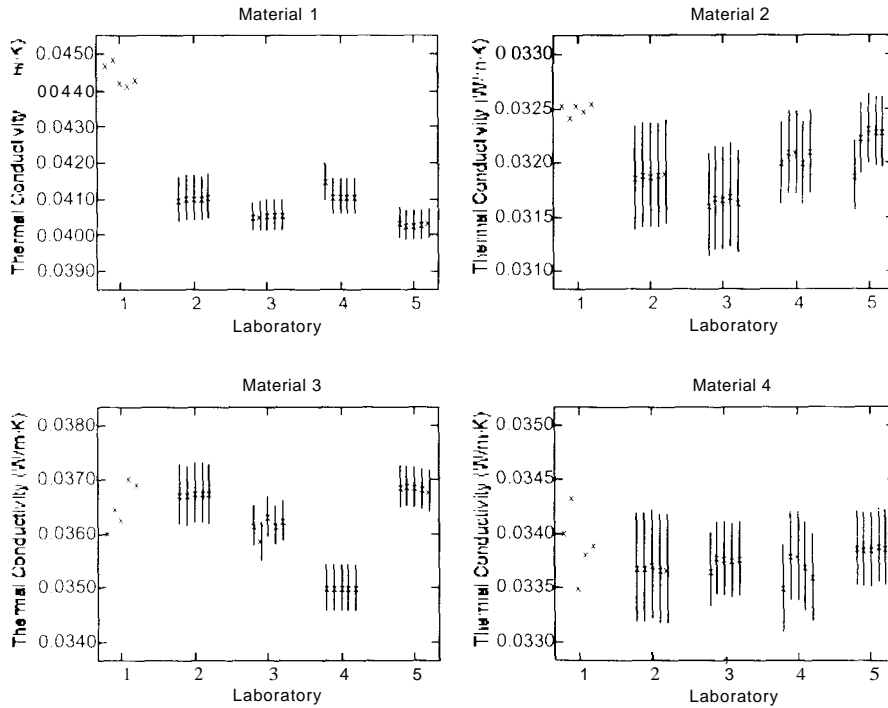 Material 1
Thermal Conductivity
0.0450
0.0440
0.0430
0.0420
0.0410
0.0400
0.0390
1 2 3 4 5
Laboratory
Material 2
Thermal Conductivity (W/m·K)
0.0330
0.0325
0.0320
0.0315
0.0310
1 2 3 4 5
Laboratory
Material 3
Thermal Conductivity (W/m·K)
0.0380
0.0370
0.0360
0.0350
0.0340
1 2 3 4 5
Laboratory
Material 4
Thermal Conductivity (W/m·K)
0.0350
0.0345
0.0340
0.0335
0.0330
1 2 3 4 5
Laboratory